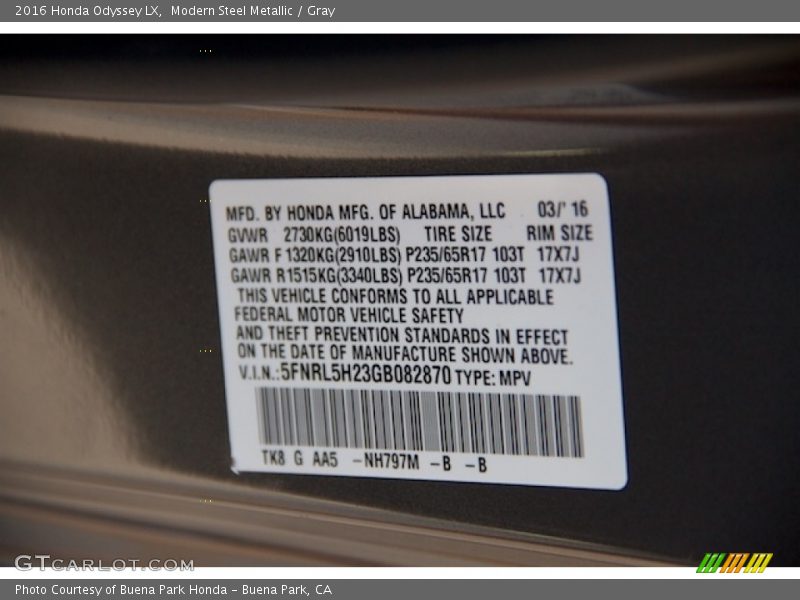 2016 Honda Odyssey LX, Modern Steel Metallic / Gray
MFD. BY HONDA MFG. OF ALABAMA, LLC 03/' 16
GVWR 2730KG(6019LBS) TIRE SIZE RIM SIZE
GAWR F 1320KG(2910LBS) P235/65R17 103T 17X7J
GAWR R1515KG(3340LBS) P235/65R17 103T 17X7J
THIS VEHICLE CONFORMS TO ALL APPLICABLE
FEDERAL MOTOR VEHICLE SAFETY
AND THEFT PREVENTION STANDARDS IN EFFECT
ON THE DATE OF MANUFACTURE SHOWN ABOVE.
V.I.N.:5FNRL5H23GB082870 TYPE: MPV
TK8 G AA5 -NH797M -B -B
GTCARLOT.COM
Photo Courtesy of Buena Park Honda - Buena Park, CA